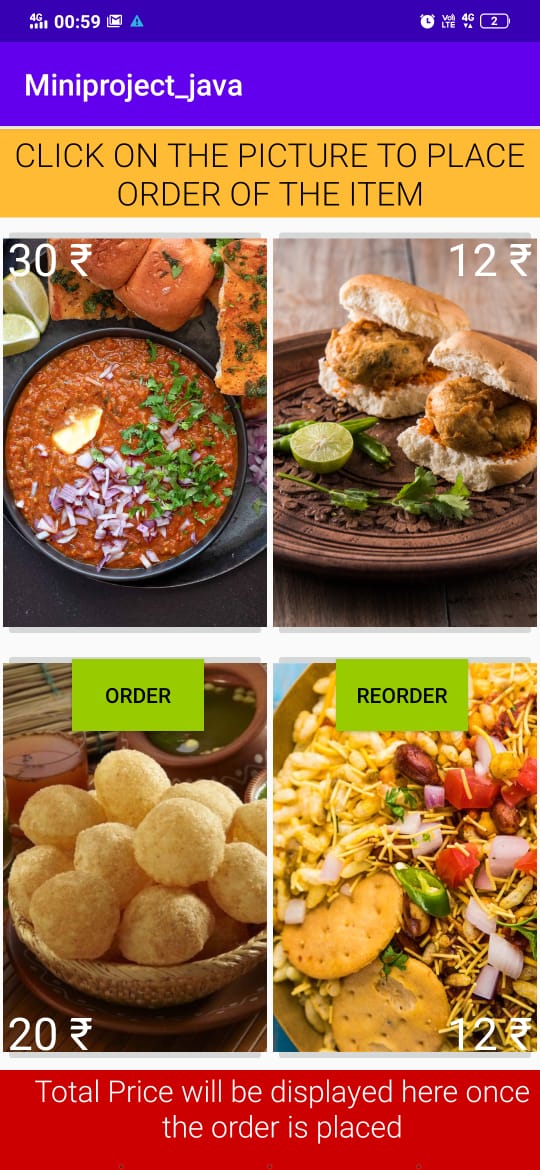 4G 00:59 VoD LTE 4G 2
Miniproject_java
CLICK ON THE PICTURE TO PLACE
ORDER OF THE ITEM
30 ₹ 12 ₹
ORDER REORDER
20 ₹ 12 ₹
Total Price will be displayed here once
the order is placed